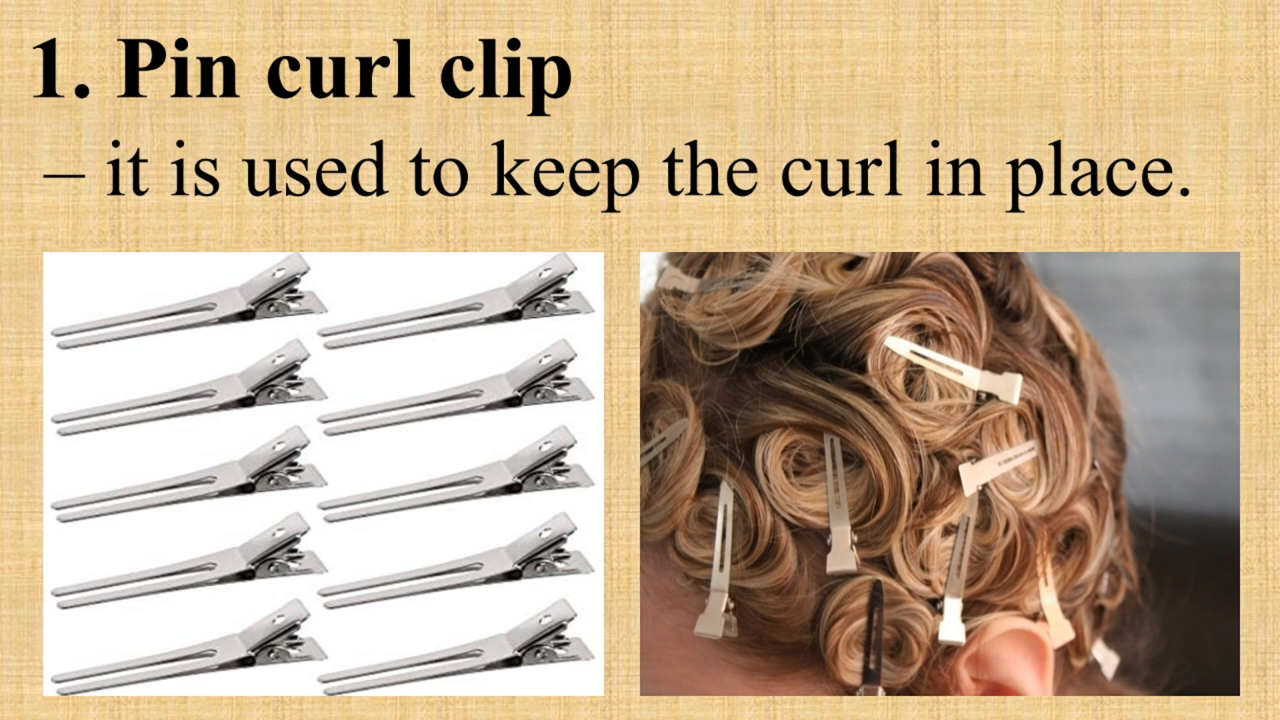 1. Pin curl clip
– it is used to keep the curl in place.